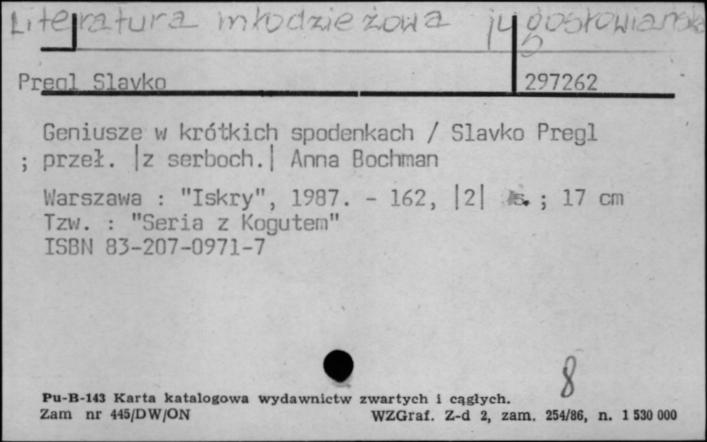 Literatura młodzieżowa jugosłowiańska
Pregl Slavko 297262
Geniusze w krótkich spodenkach / Slavko Pregl
; przeł. |z serboch.| Anna Bochman
Warszawa : "Iskry", 1987. - 162, |2| s. ; 17 cm
Tzw. : "Seria z Kogutem"
ISBN 83-207-0971-7
8
Pu-B-143 Karta katalogowa wydawnictw zwartych i ciągłych.
Zam nr 445/DW/ON WZGraf. Z-d 2, zam. 254/86, n. 1 530 000